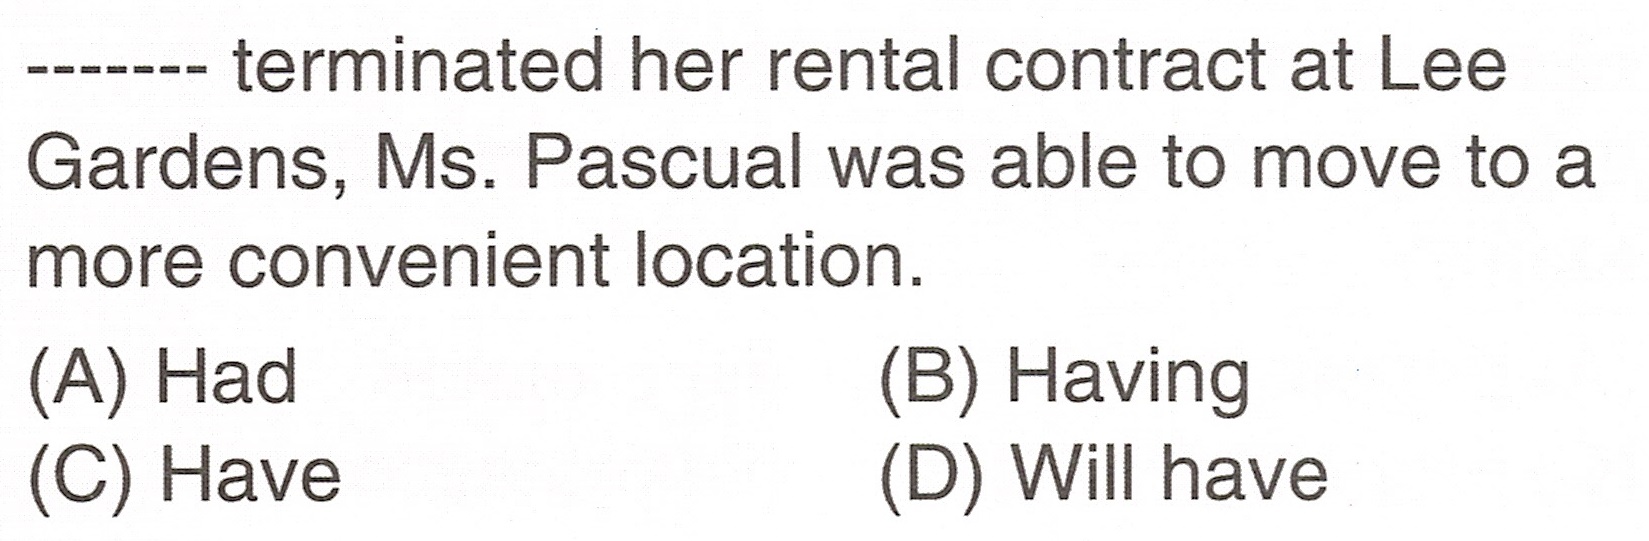 ------- terminated her rental contract at Lee
Gardens, Ms. Pascual was able to move to a
more convenient location.
(A) Had (B) Having
(C) Have (D) Will have